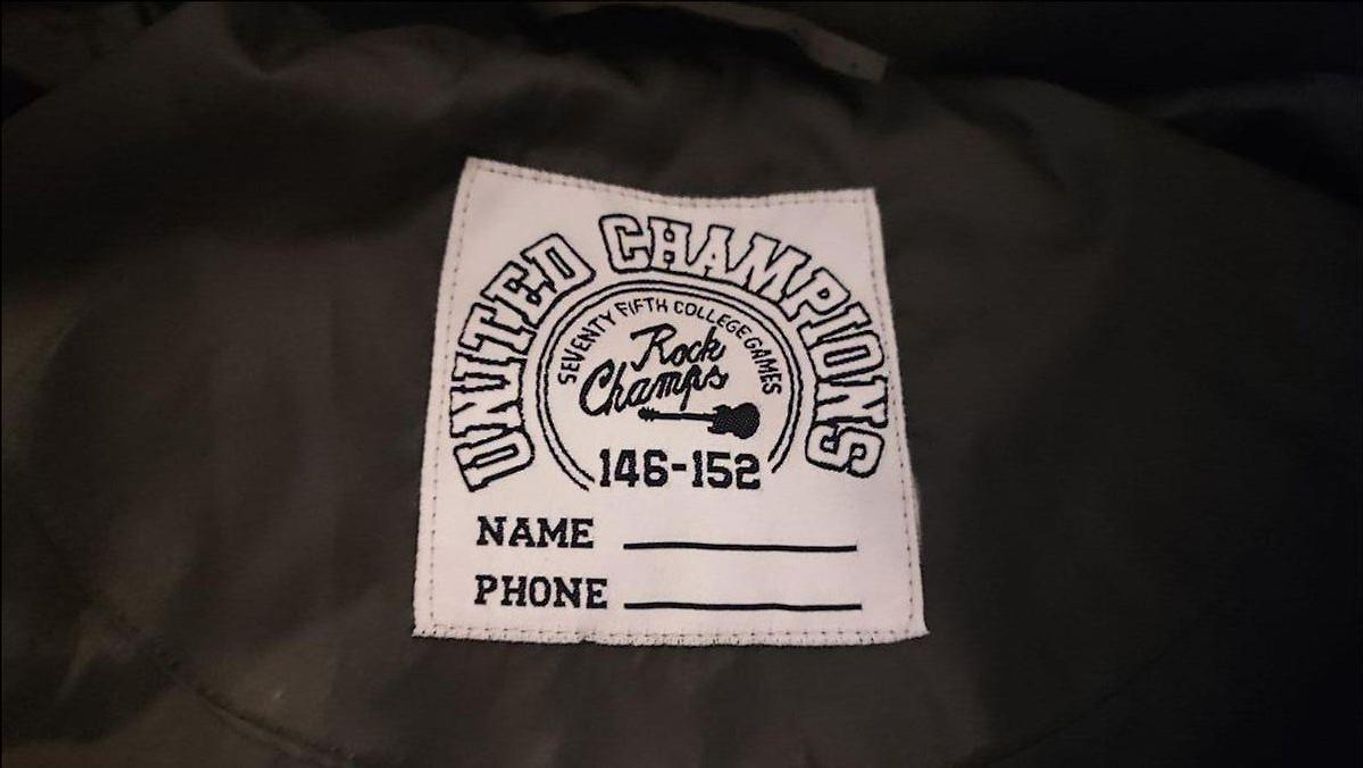 UNITED CHAMPIONS
SEVENTY FIFTH COLLEGE GAMES
Rock
Champs
146-152
NAME
PHONE